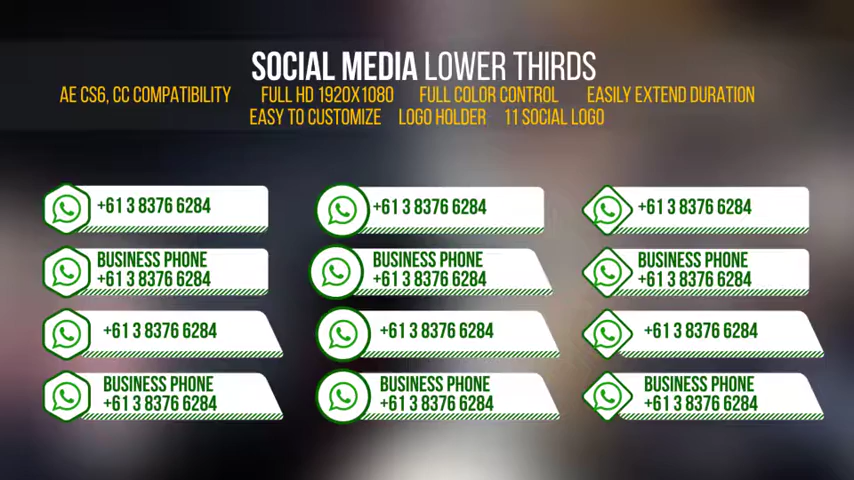 SOCIAL MEDIA LOWER THIRDS
AE CS6, CC COMPATIBILITY FULL HD 1920X1080 FULL COLOR CONTROL EASILY EXTEND DURATION
EASY TO CUSTOMIZE LOGO HOLDER 11 SOCIAL LOGO
+61 3 8376 6284 +61 3 8376 6284 +61 3 8376 6284
BUSINESS PHONE BUSINESS PHONE BUSINESS PHONE
+61 3 8376 6284 +61 3 8376 6284 +61 3 8376 6284
+61 3 8376 6284 +61 3 8376 6284 +61 3 8376 6284
BUSINESS PHONE BUSINESS PHONE BUSINESS PHONE
+61 3 8376 6284 +61 3 8376 6284 +61 3 8376 6284